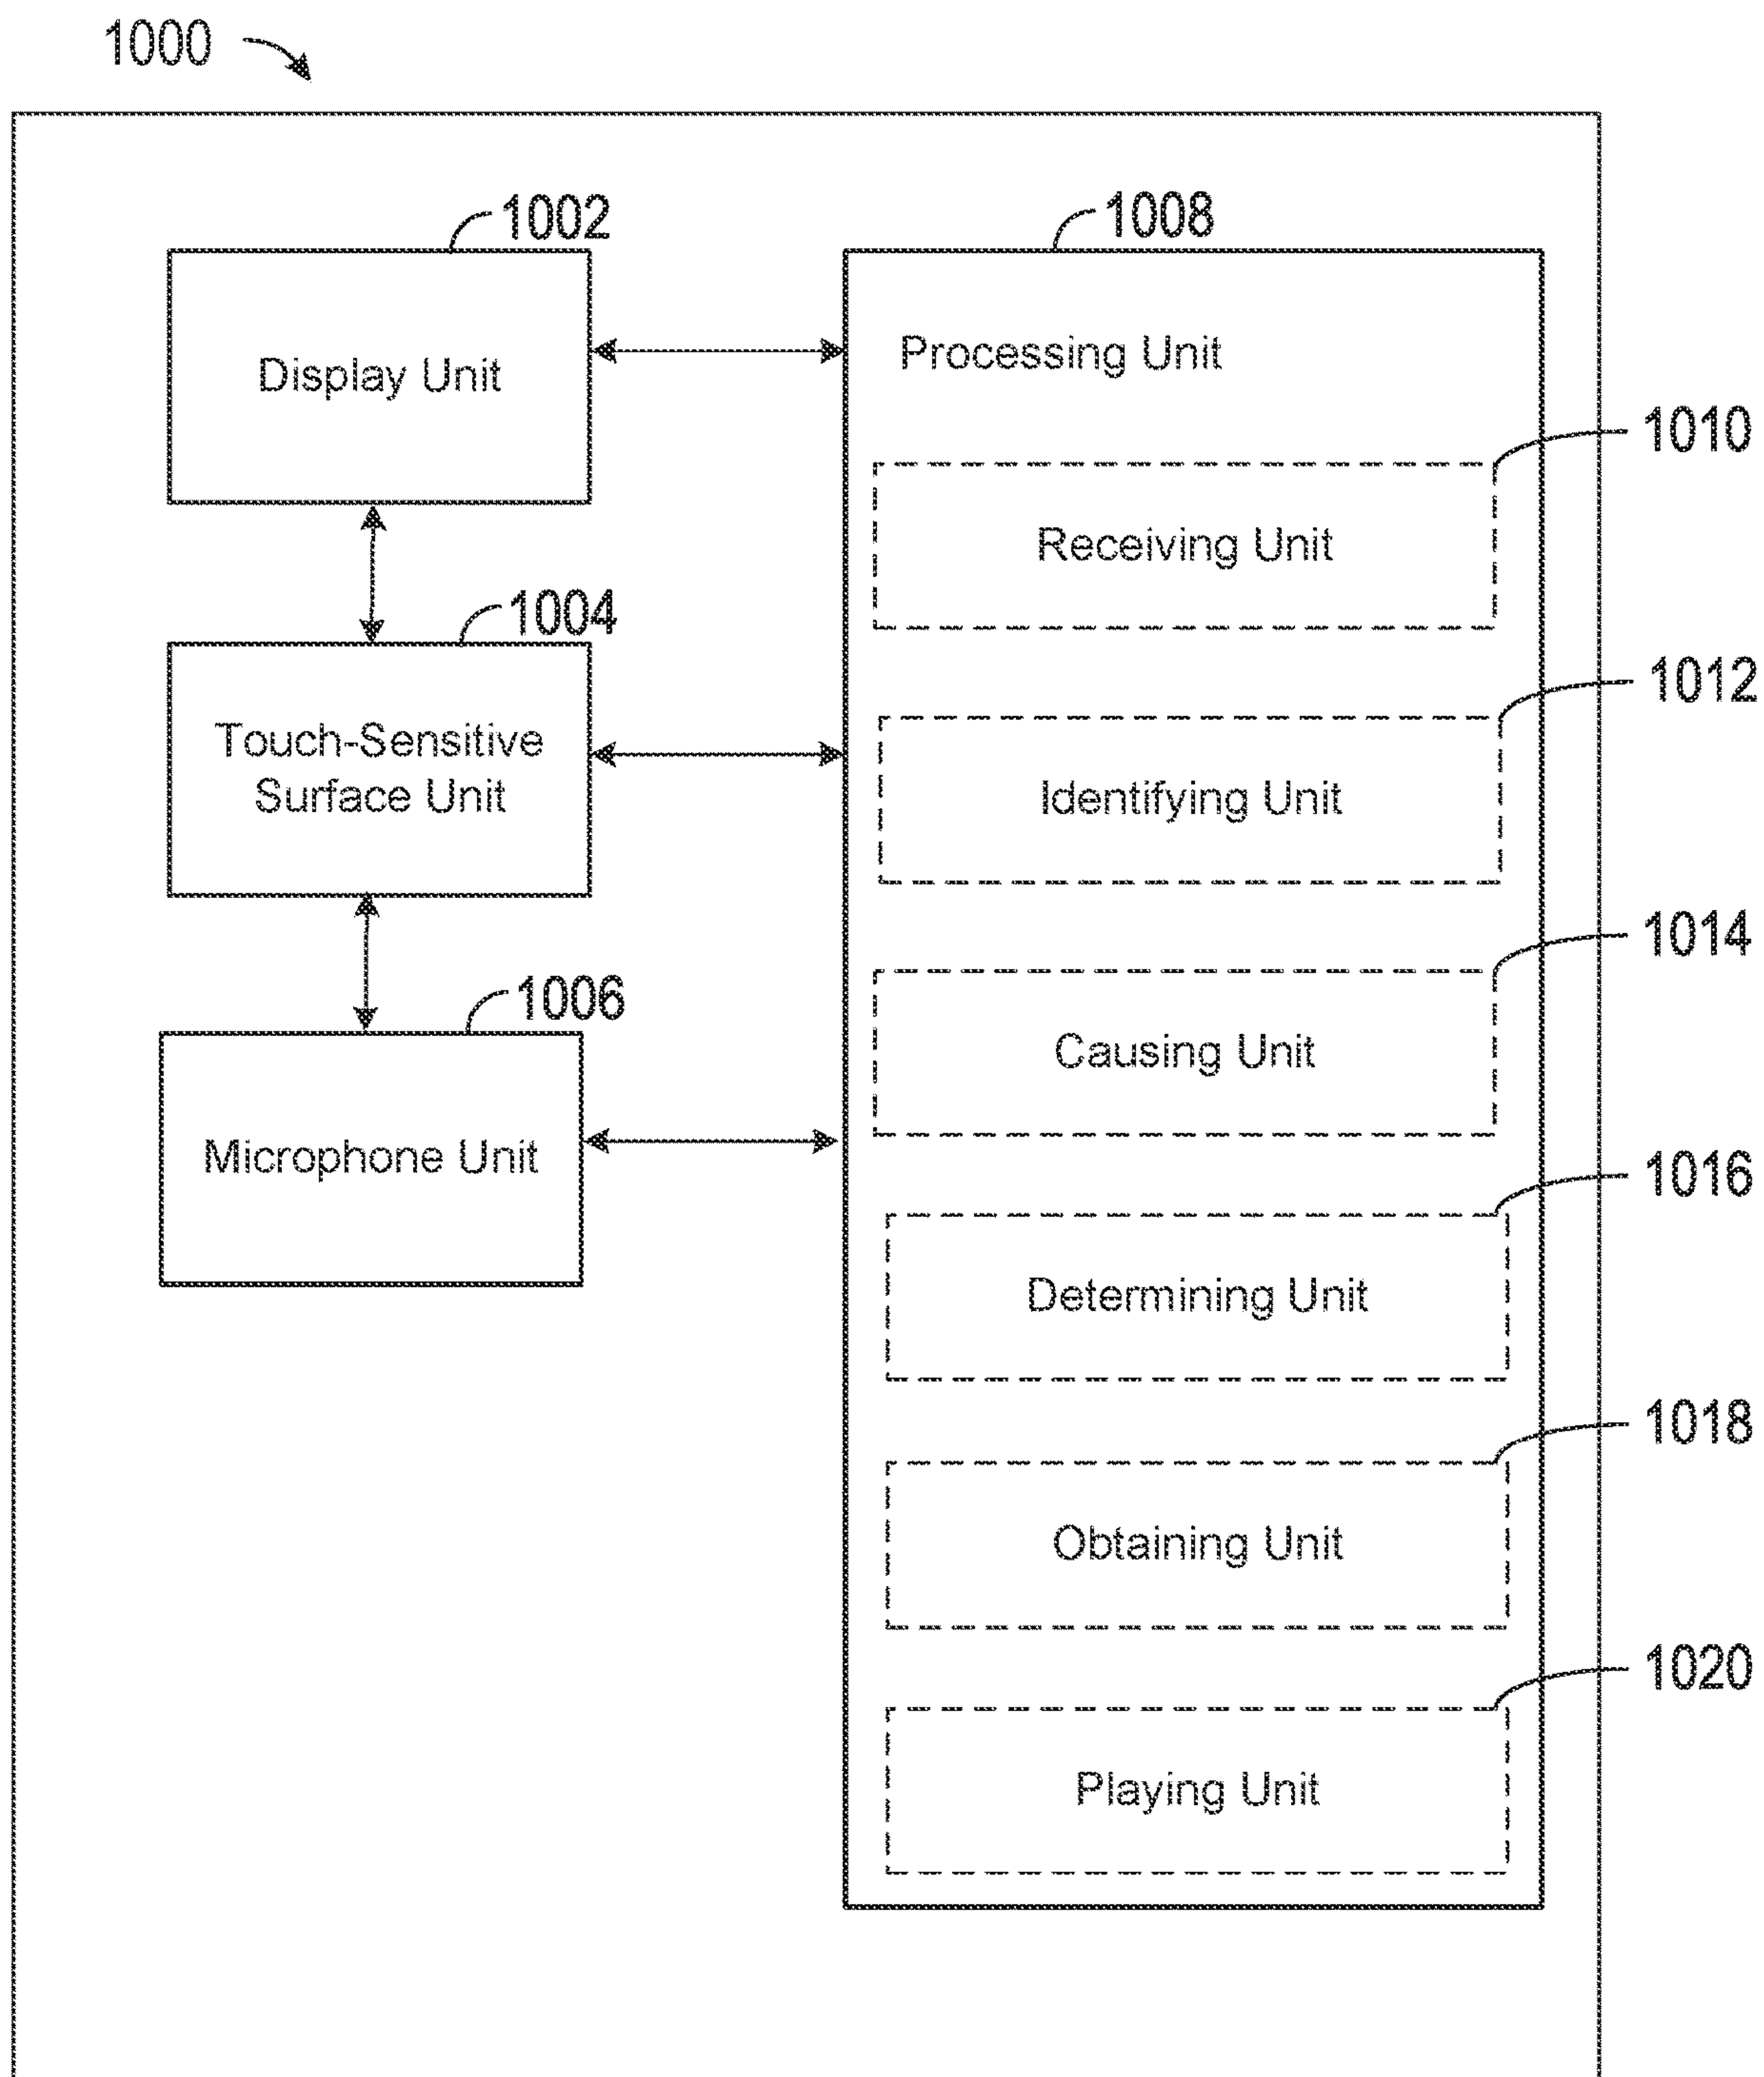 1000
1002
1008
Display Unit
Processing Unit
1010
Receiving Unit
1004
1012
Touch-Sensitive
Surface Unit
Identifying Unit
1014
1006
Causing Unit
Microphone Unit
1016
Determining Unit
1018
Obtaining Unit
1020
Playing Unit